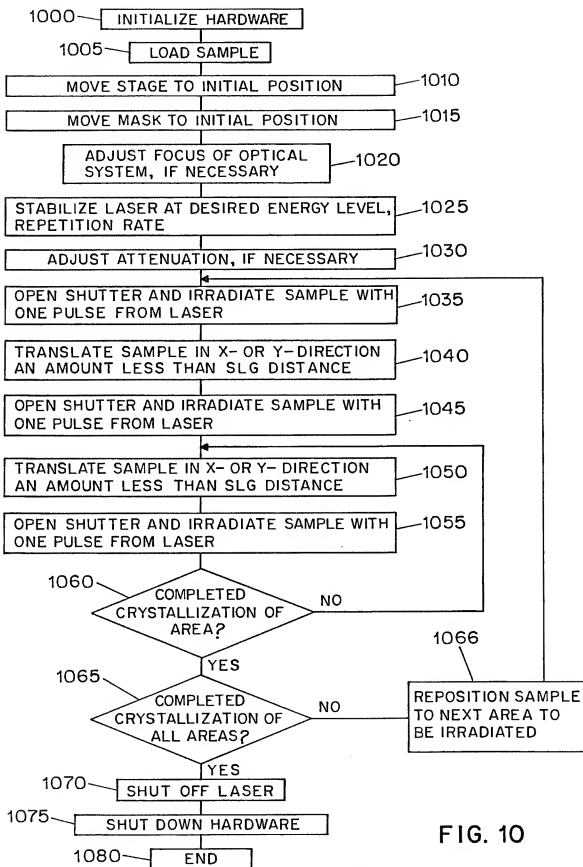 1000 INITIALIZE HARDWARE
1005 LOAD SAMPLE
MOVE STAGE TO INITIAL POSITION 1010
MOVE MASK TO INITIAL POSITION 1015
ADJUST FOCUS OF OPTICAL
SYSTEM, IF NECESSARY 1020
STABILIZE LASER AT DESIRED ENERGY LEVEL,
REPETITION RATE 1025
ADJUST ATTENUATION, IF NECESSARY 1030
OPEN SHUTTER AND IRRADIATE SAMPLE WITH
ONE PULSE FROM LASER 1035
TRANSLATE SAMPLE IN X- OR Y-DIRECTION
AN AMOUNT LESS THAN SLG DISTANCE 1040
OPEN SHUTTER AND IRRADIATE SAMPLE WITH
ONE PULSE FROM LASER 1045
TRANSLATE SAMPLE IN X- OR Y- DIRECTION
AN AMOUNT LESS THAN SLG DISTANCE 1050
OPEN SHUTTER AND IRRADIATE SAMPLE WITH
ONE PULSE FROM LASER 1055
1060 COMPLETED
CRYSTALLIZATION OF
AREA?
NO
YES
1065 COMPLETED
CRYSTALLIZATION OF
ALL AREAS?
NO
1066
REPOSITION SAMPLE
TO NEXT AREA TO
BE IRRADIATED
YES
1070 SHUT OFF LASER
1075 SHUT DOWN HARDWARE
1080 END
FIG. 10